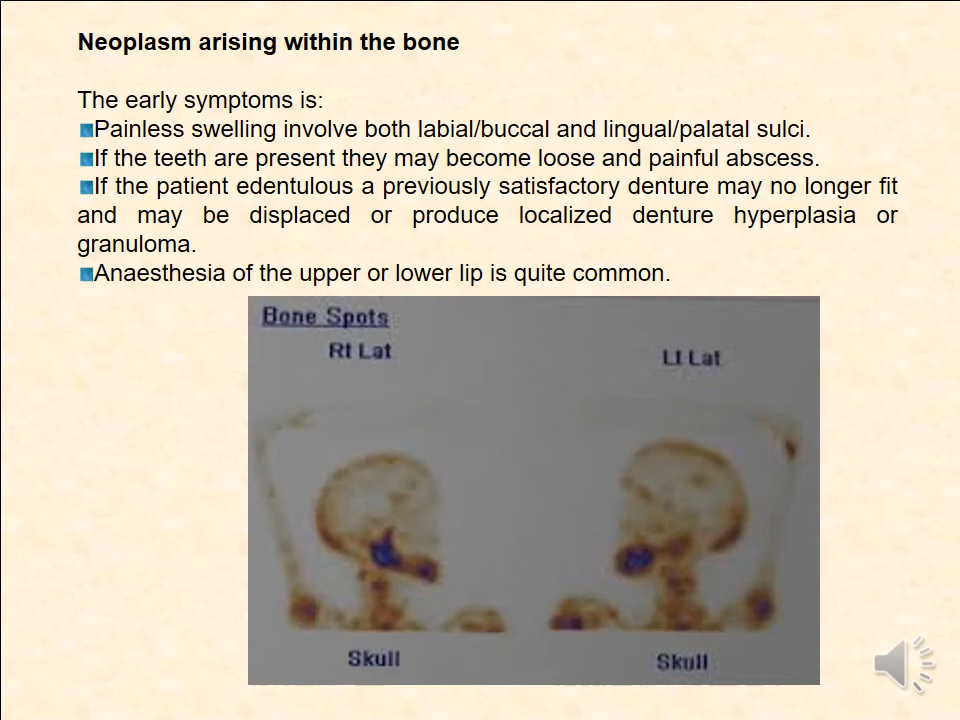 Neoplasm arising within the bone
The early symptoms is:
Painless swelling involve both labial/buccal and lingual/palatal sulci.
If the teeth are present they may become loose and painful abscess.
If the patient edentulous a previously satisfactory denture may no longer fit
and may be displaced or produce localized denture hyperplasia or
granuloma.
Anaesthesia of the upper or lower lip is quite common.
Bone Spots
Rt Lat
Lt Lat
Skull
Skull